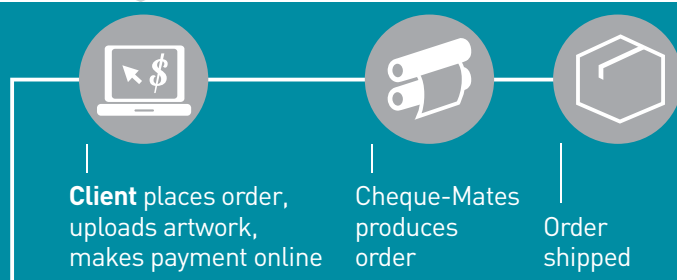 $
Client places order,
uploads artwork,
makes payment online
Cheque-Mates
produces
order
Order
shipped